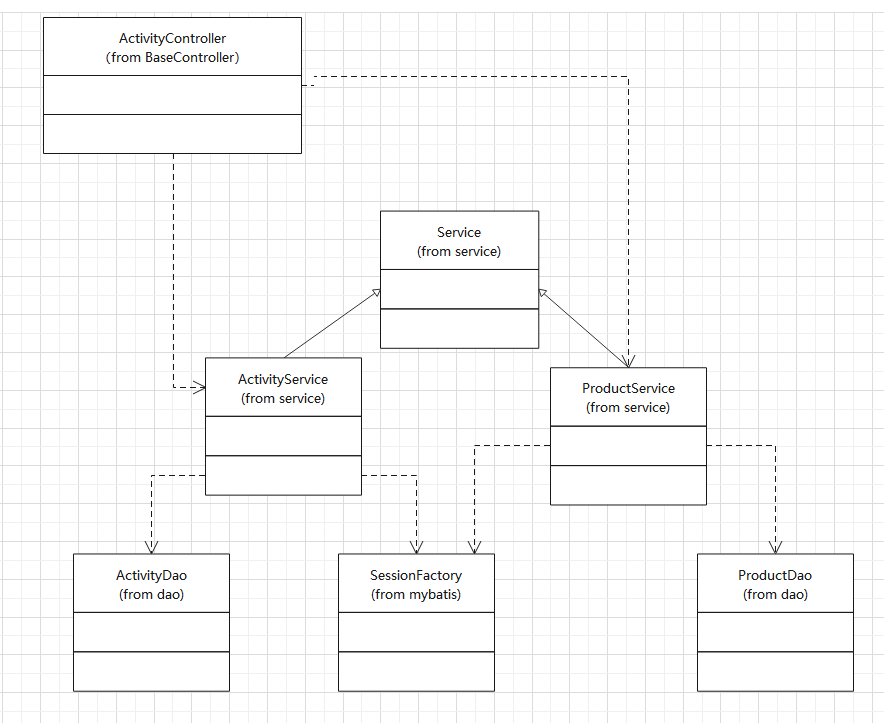 ActivityController
(from BaseController)
Service
(from service)
ActivityService
(from service)
ProductService
(from service)
ActivityDao
(from dao)
SessionFactory
(from mybatis)
ProductDao
(from dao)